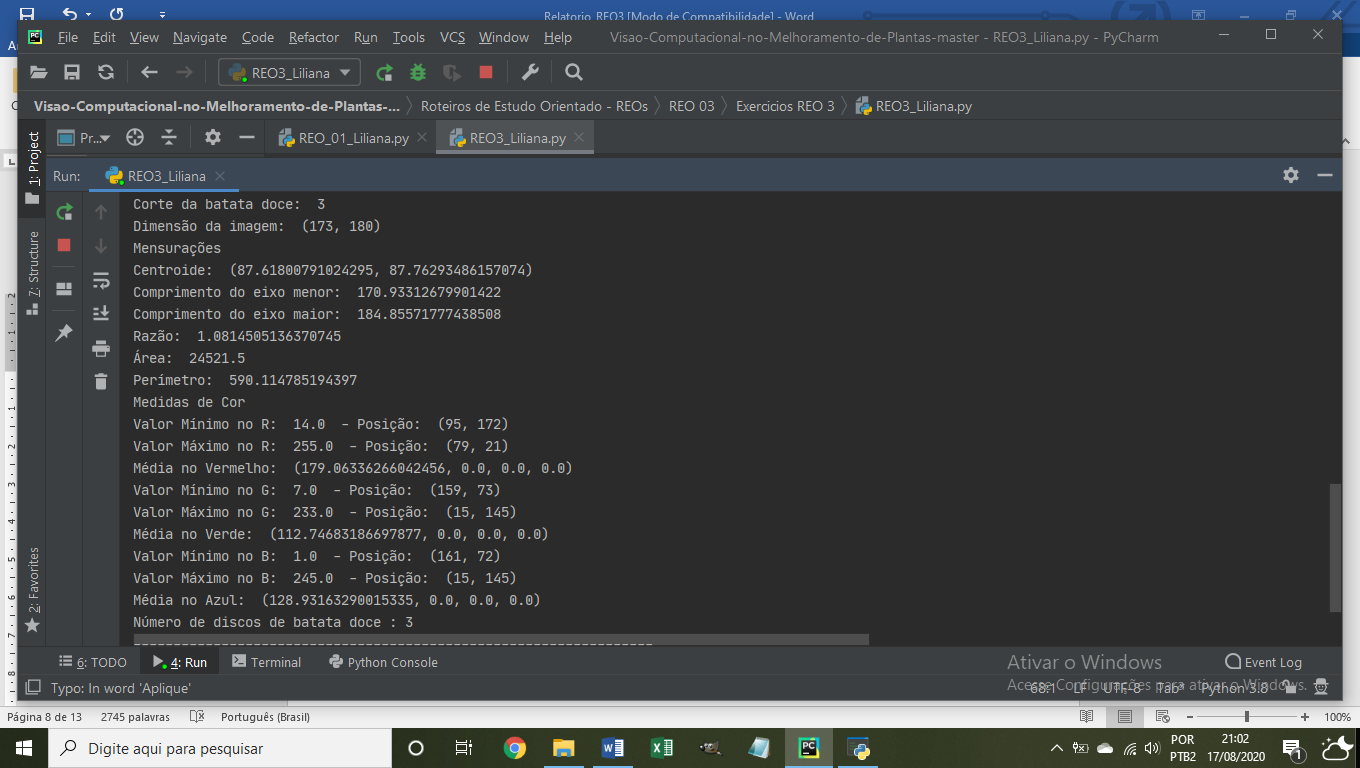 Relatorio_REO3 [Modo de Compatibilidade] - Word
File Edit View Navigate Code Refactor Run Tools VCS Window Help Visao-Computacional-no-Melhoramento-de-Plantas-master - REO3_Liliana.py - PyCharm
REO3_Liliana
Visao-Computacional-no-Melhoramento-de-Plantas-... Roteiros de Estudo Orientado - REOs REO 03 Exercicios REO 3 REO3_Liliana.py
Pr... REO_01_Liliana.py REO3_Liliana.py
1: Project
Run: REO3_Liliana
7: Structure
2: Favorites
Corte da batata doce:  3
Dimensão da imagem:  (173, 180)
Mensurações
Centroide:  (87.61800791024295, 87.76293486157074)
Comprimento do eixo menor:  170.93312679901422
Comprimento do eixo maior:  184.85571777438508
Razão:  1.0814505136370745
Área:  24521.5
Perímetro:  590.114785194397
Medidas de Cor
Valor Mínimo no R:  14.0  - Posição:  (95, 172)
Valor Máximo no R:  255.0  - Posição:  (79, 21)
Média no Vermelho:  (179.06336266042456, 0.0, 0.0, 0.0)
Valor Mínimo no G:  7.0  - Posição:  (159, 73)
Valor Máximo no G:  233.0  - Posição:  (15, 145)
Média no Verde:  (112.74683186697877, 0.0, 0.0, 0.0)
Valor Mínimo no B:  1.0  - Posição:  (161, 72)
Valor Máximo no B:  245.0  - Posição:  (15, 145)
Média no Azul:  (128.93163290015335, 0.0, 0.0, 0.0)
Número de discos de batata doce : 3
6: TODO 4: Run Terminal Python Console Event Log
Ativar o Windows
Acesse Configurações para ativar o Windows.
Typo: In word 'Aplique' 68:1 LF UTF-8 Tab* Python 3.8
Página 8 de 13 2745 palavras Português (Brasil) 100%
Digite aqui para pesquisar
POR
PTB2
21:02
17/08/2020
1